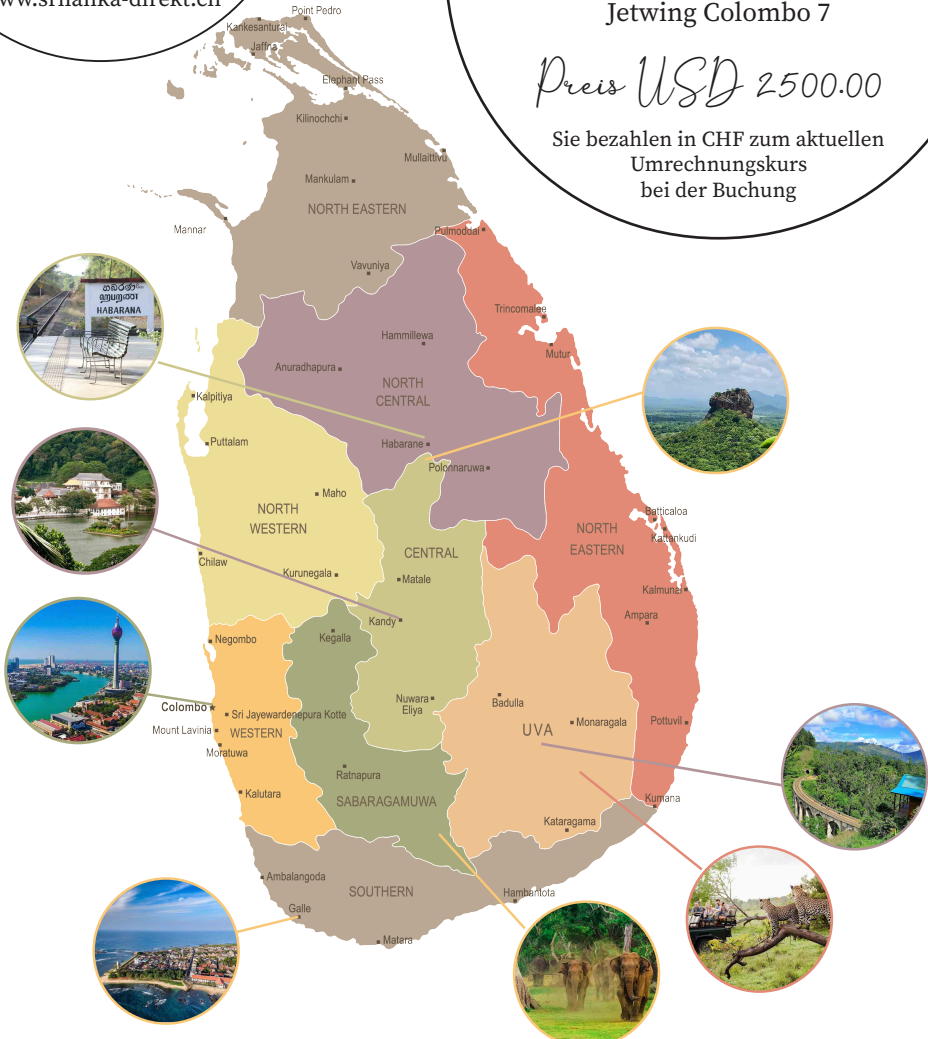 www.srilanka-direkt.ch
Jetwing Colombo 7
Preis USD 2500.00
Sie bezahlen in CHF zum aktuellen
Umrechnungskurs
bei der Buchung
Point Pedro
Kankesanturai
Jaffna
Elephant Pass
Kilinochchi
Mullaittivu
Mankulam
NORTH EASTERN
Mannar
Pulmoddai
Vavuniya
හබරණ
ஹபறணை
HABARANA
Trincomalee
Hammillewa
Mutur
Anuradhapura
NORTH
CENTRAL
Kalpitiya
Habarane
Puttalam
Polonnaruwa
Maho
NORTH
WESTERN
Batticaloa
NORTH
EASTERN
Kattankudi
CENTRAL
Chilaw
Kurunegala
Matale
Kalmunai
Ampara
Kandy
Negombo
Kegalla
Nuwara
Eliya
Badulla
Colombo
Sri Jayewardenepura Kotte
Monaragala
Pottuvil
Mount Lavinia
WESTERN
UVA
Moratuwa
Ratnapura
Kalutara
SABARAGAMUWA
Kumana
Kataragama
Ambalangoda
SOUTHERN
Hambantota
Galle
Matara